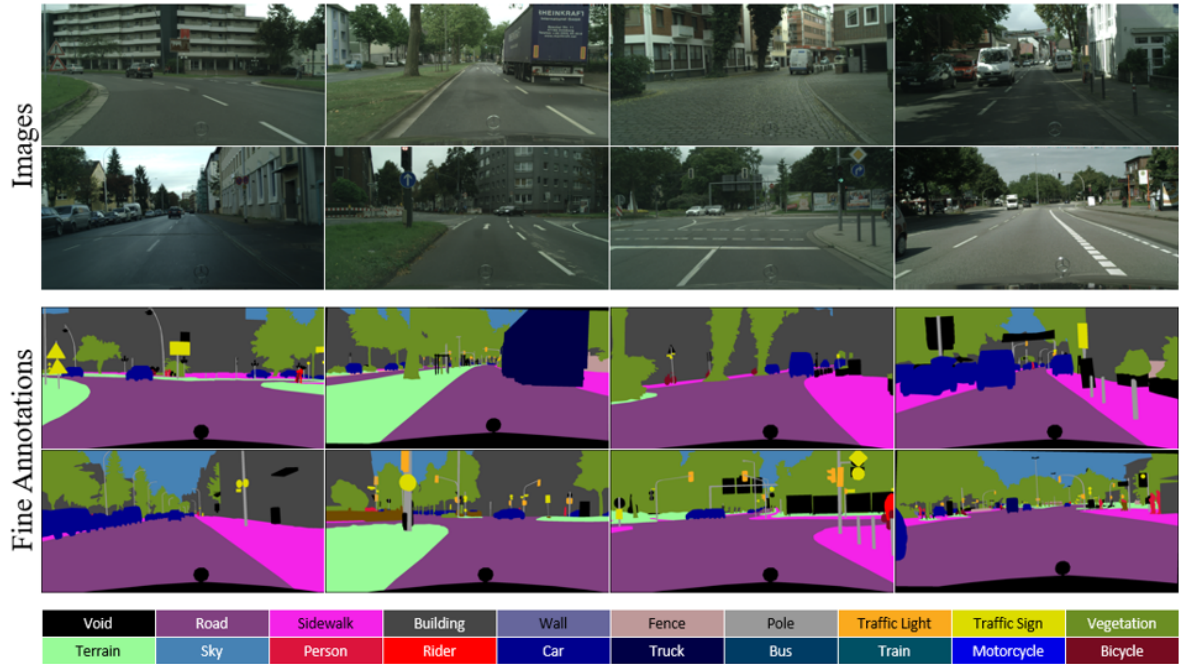 Images
RHEINKRAFT
Fine Annotations
Void Road Sidewalk Building Wall Fence Pole Traffic Light Traffic Sign Vegetation
Terrain Sky Person Rider Car Truck Bus Train Motorcycle Bicycle